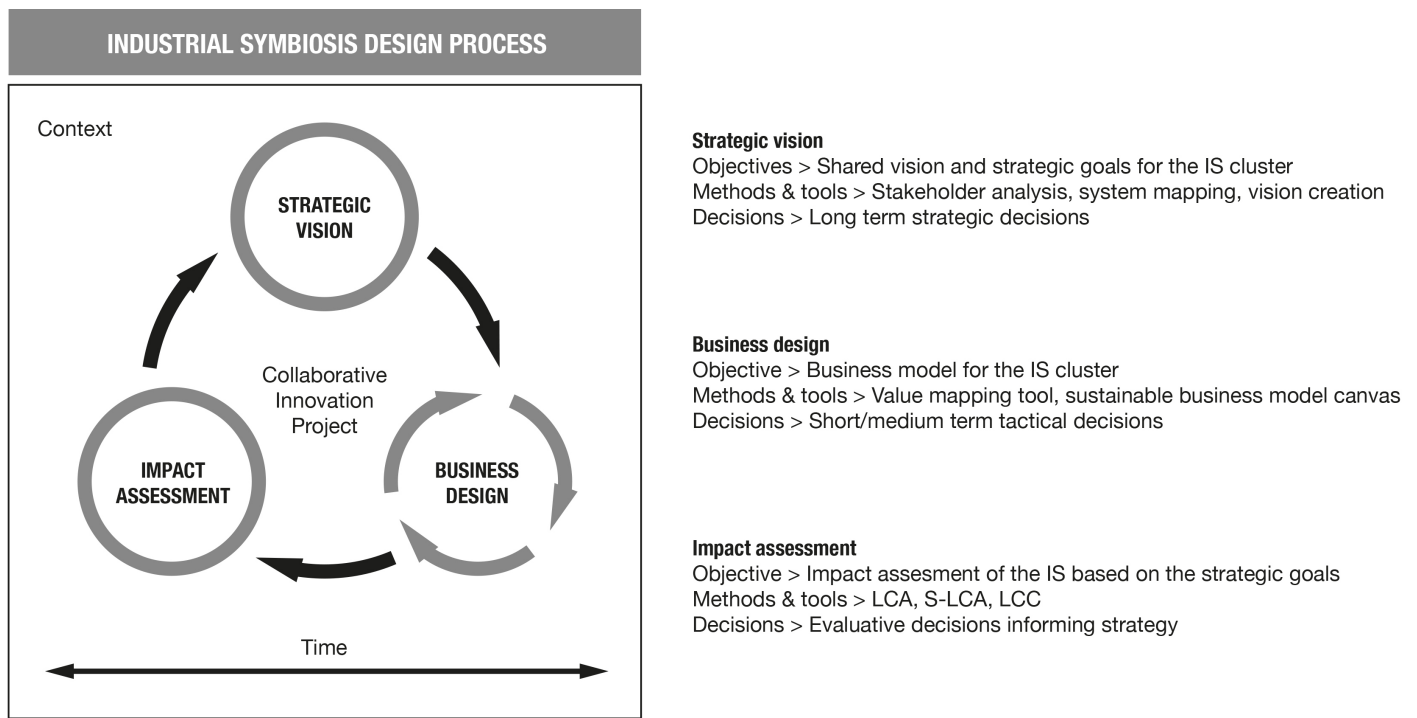 INDUSTRIAL SYMBIOSIS DESIGN PROCESS
Context
STRATEGIC
VISION
Collaborative
Innovation
Project
IMPACT
ASSESSMENT
BUSINESS
DESIGN
Time
Strategic vision
Objectives > Shared vision and strategic goals for the IS cluster
Methods & tools > Stakeholder analysis, system mapping, vision creation
Decisions > Long term strategic decisions
Business design
Objective > Business model for the IS cluster
Methods & tools > Value mapping tool, sustainable business model canvas
Decisions > Short/medium term tactical decisions
Impact assessment
Objective > Impact assesment of the IS based on the strategic goals
Methods & tools > LCA, S-LCA, LCC
Decisions > Evaluative decisions informing strategy